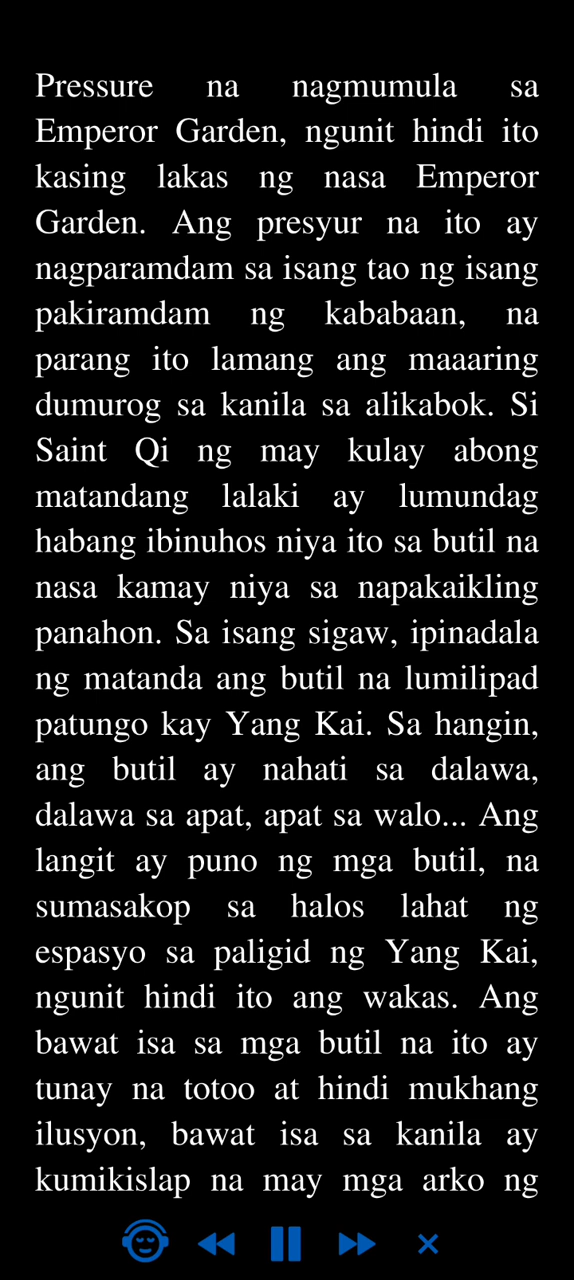 Pressure na nagmumula sa
Emperor Garden, ngunit hindi ito
kasing lakas ng nasa Emperor
Garden. Ang presyur na ito ay
nagparamdam sa isang tao ng isang
pakiramdam ng kababaan, na
parang ito lamang ang maaaring
dumurog sa kanila sa alikabok. Si
Saint Qi ng may kulay abong
matandang lalaki ay lumundag
habang ibinuhos niya ito sa butil na
nasa kamay niya sa napakaikling
panahon. Sa isang sigaw, ipinadala
ng matanda ang butil na lumilipad
patungo kay Yang Kai. Sa hangin,
ang butil ay nahati sa dalawa,
dalawa sa apat, apat sa walo... Ang
langit ay puno ng mga butil, na
sumasakop sa halos lahat ng
espasyo sa paligid ng Yang Kai,
ngunit hindi ito ang wakas. Ang
bawat isa sa mga butil na ito ay
tunay na totoo at hindi mukhang
ilusyon, bawat isa sa kanila ay
kumikislap na may mga arko ng